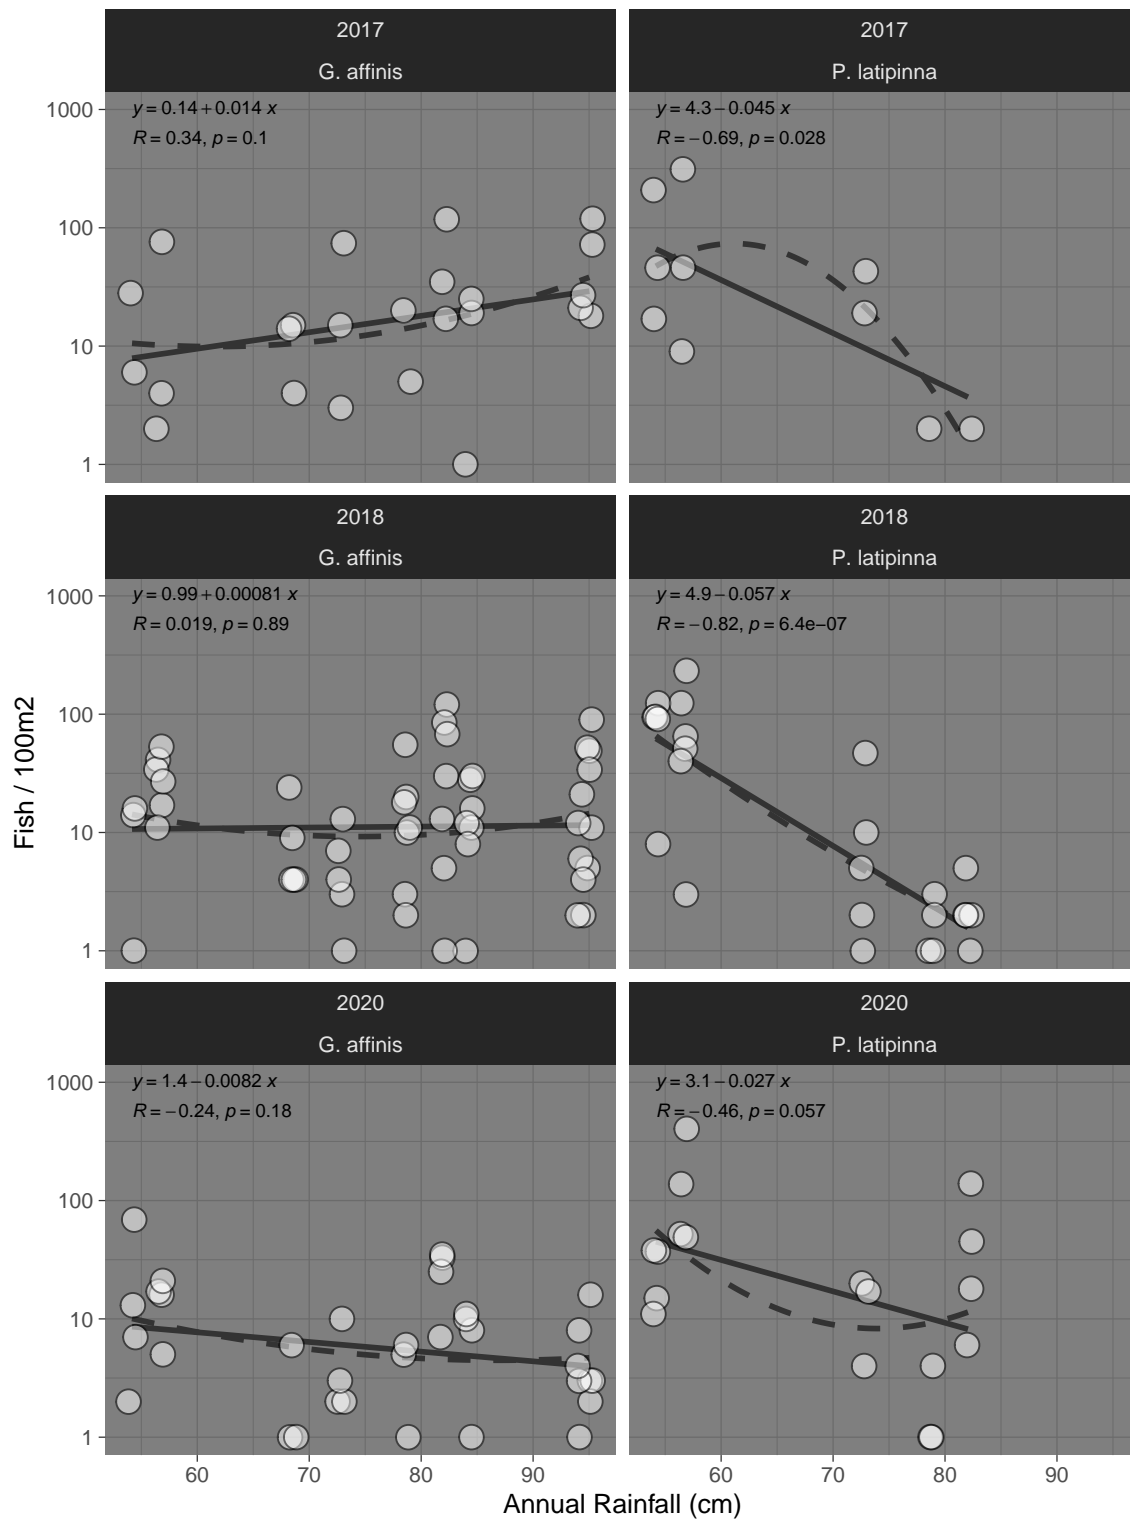 2017
G. affinis
2017
P. latipinna
y = 0.14 + 0.014 x
R = 0.34, p = 0.1
y = 4.3 − 0.045 x
R = −0.69, p = 0.028
1000
100
10
1
2018
G. affinis
2018
P. latipinna
y = 0.99 + 0.00081 x
R = 0.019, p = 0.89
y = 4.9 − 0.057 x
R = −0.82, p = 6.4e−07
1000
100
10
1
Fish / 100m2
2020
G. affinis
2020
P. latipinna
y = 1.4 − 0.0082 x
R = −0.24, p = 0.18
y = 3.1 − 0.027 x
R = −0.46, p = 0.057
1000
100
10
1
60 70 80 90
60 70 80 90
Annual Rainfall (cm)